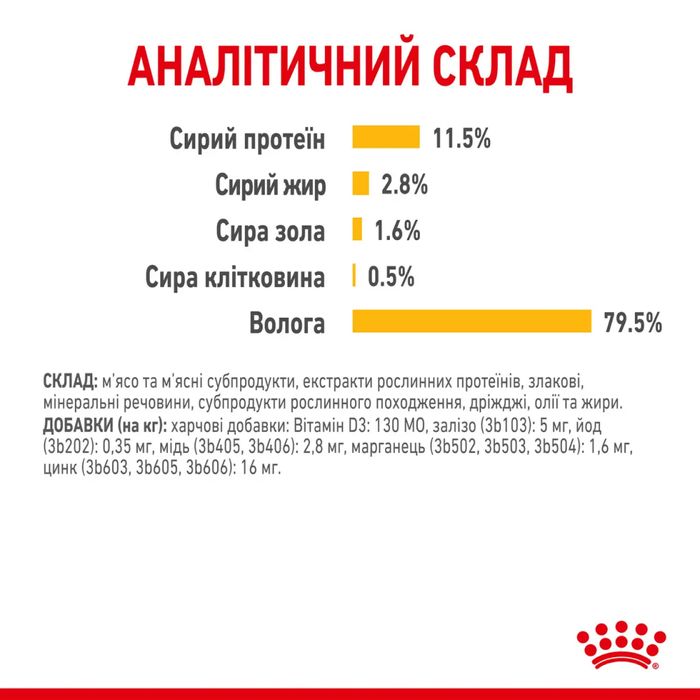 АНАЛІТИЧНИЙ СКЛАД
Сирий протеїн 11.5%
Сирий жир 2.8%
Сира зола 1.6%
Сира клітковина 0.5%
Волога 79.5%
СКЛАД: м'ясо та м'ясні субпродукти, екстракти рослинних протеїнів, злакові,
мінеральні речовини, субпродукти рослинного походження, дріжджі, олії та жири.
ДОБАВКИ (на кг): харчові добавки: Вітамін D3: 130 МО, залізо (3b103): 5 мг, йод
(3b202): 0,35 мг, мідь (3b405, 3b406): 2,8 мг, марганець (3b502, 3b503, 3b504): 1,6 мг,
цинк (3b603, 3b605, 3b606): 16 мг.
®